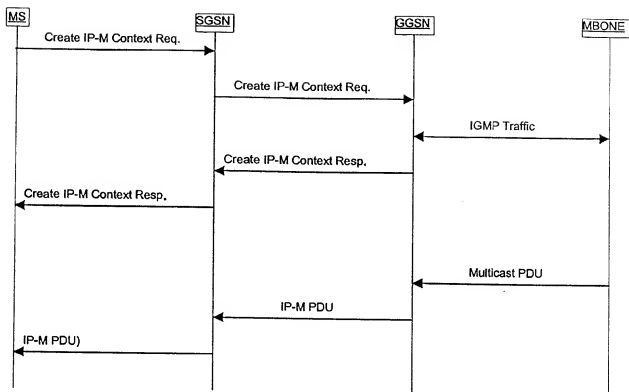 MS
SGSN
GGSN
MBONE
Create IP-M Context Req.
Create IP-M Context Req.
IGMP Traffic
Create IP-M Context Resp.
Create IP-M Context Resp.
Multicast PDU
IP-M PDU
IP-M PDU)